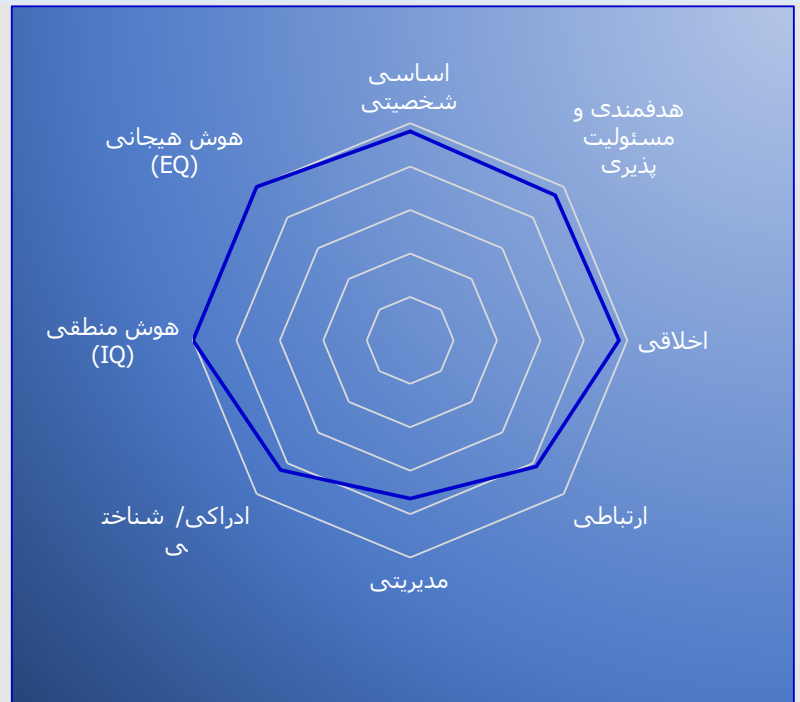 اساسی
شخصیتی
هدفمندی و
مسئولیت
پذیری
اخلاقی
ارتباطی
مدیریتی
ادراکی/ شناخت
ی
هوش منطقی
(IQ)
هوش هیجانی
(EQ)